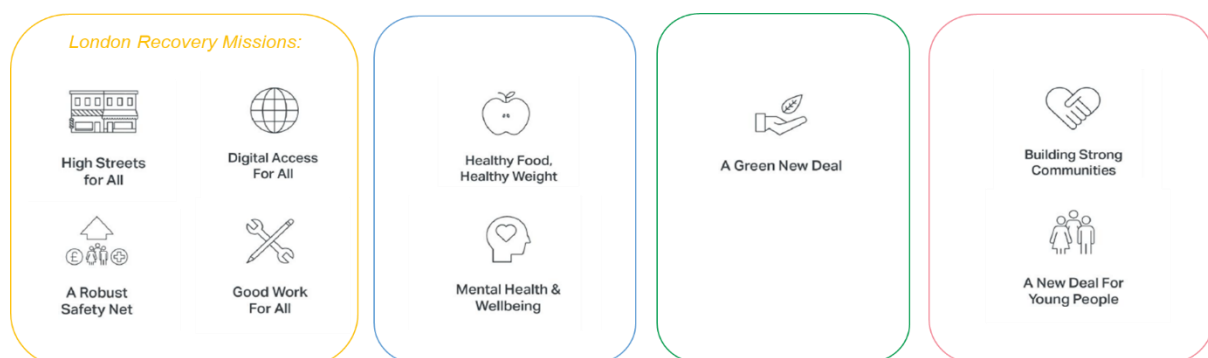 London Recovery Missions:
High Streets
for All
Digital Access
For All
A Robust
Safety Net
Good Work
For All
Healthy Food,
Healthy Weight
Mental Health &
Wellbeing
A Green New Deal
Building Strong
Communities
A New Deal For
Young People